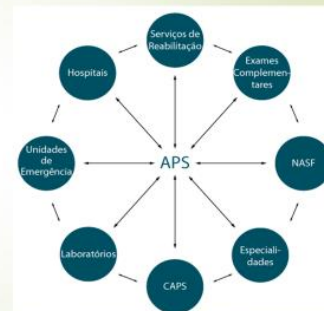 Serviços de
Reabilitação
Hospitais
Exames
Complemen-
tares
Unidades
de
Emergência
APS
NASF
Laboratórios
Especiali-
dades
CAPS